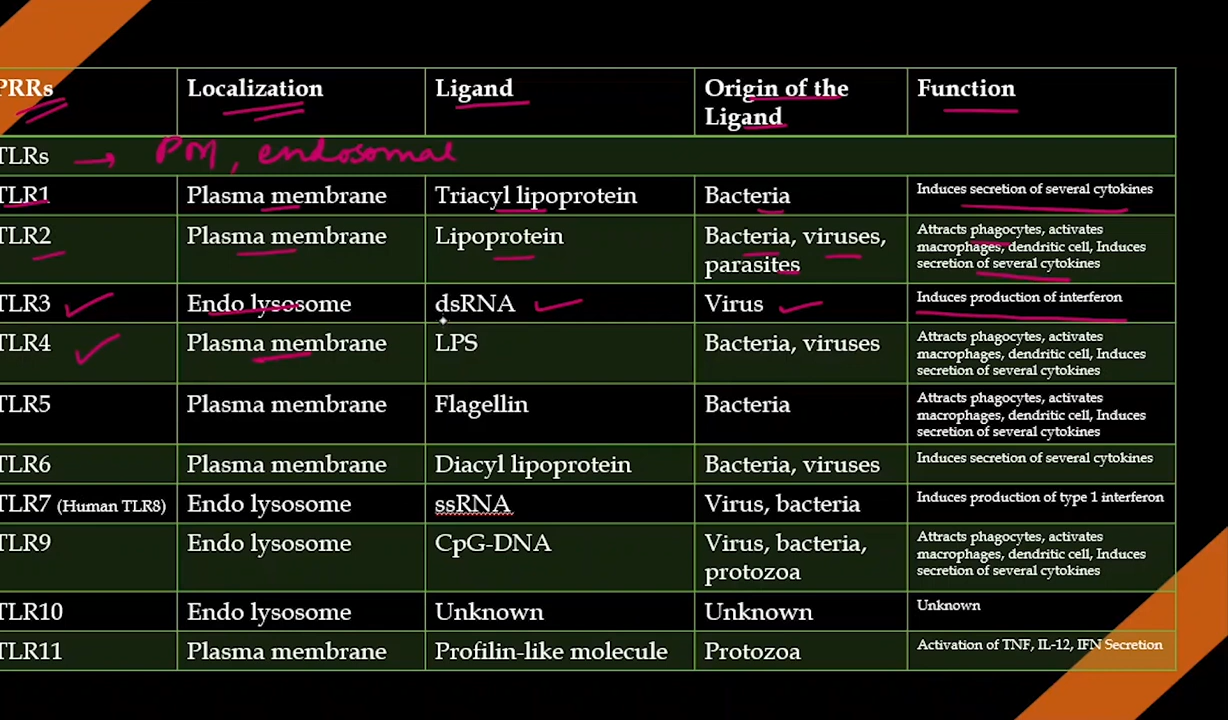 PRRs Localization Ligand Origin of the Function
Ligand
TLRs → PM, endosomal
TLR1 Plasma membrane Triacyl lipoprotein Bacteria Induces secretion of several cytokines
TLR2 Plasma membrane Lipoprotein Bacteria, viruses, parasites Attracts phagocytes, activates
macrophages, dendritic cell, Induces
secretion of several cytokines
TLR3 Endo lysosome dsRNA Virus Induces production of interferon
TLR4 Plasma membrane LPS Bacteria, viruses Attracts phagocytes, activates
macrophages, dendritic cell, Induces
secretion of several cytokines
TLR5 Plasma membrane Flagellin Bacteria Attracts phagocytes, activates
macrophages, dendritic cell, Induces
secretion of several cytokines
TLR6 Plasma membrane Diacyl lipoprotein Bacteria, viruses Induces secretion of several cytokines
TLR7 (Human TLR8) Endo lysosome ssRNA Virus, bacteria Induces production of type 1 interferon
TLR9 Endo lysosome CpG-DNA Virus, bacteria, protozoa Attracts phagocytes, activates
macrophages, dendritic cell, Induces
secretion of several cytokines
TLR10 Endo lysosome Unknown Unknown Unknown
TLR11 Plasma membrane Profilin-like molecule Protozoa Activation of TNF, IL-12, IFN Secretion